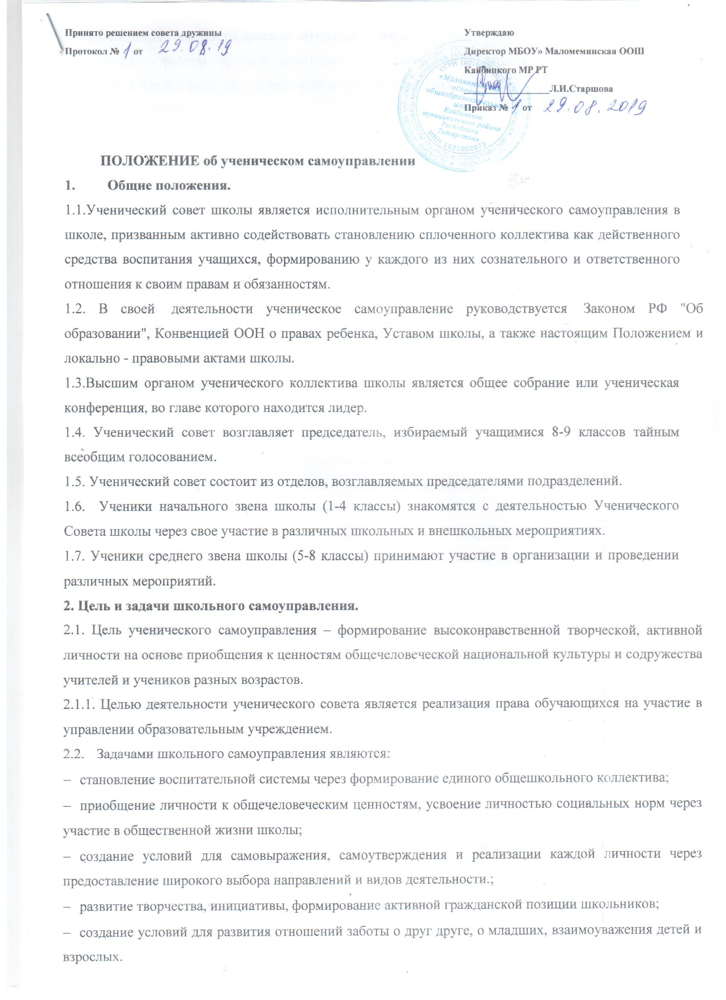 Принято решением совета дружины
Протокол № 1 от 29.08.19
Утверждаю
Директор МБОУ» Маломеминская ООШ
Кайбицкого МР РТ
Л.И.Старшова
Приказ № 1 от 29.08.2019
«Маломеминская
основная
общеобразовательная
школа
Кайбицкого
муниципального района
Республики
Татарстан»
ИНН 1621002073
ПОЛОЖЕНИЕ об ученическом самоуправлении
1. Общие положения.
1.1.Ученический совет школы является исполнительным органом ученического самоуправления в
школе, призванным активно содействовать становлению сплоченного коллектива как действенного
средства воспитания учащихся, формированию у каждого из них сознательного и ответственного
отношения к своим правам и обязанностям.
1.2. В своей деятельности ученическое самоуправление руководствуется Законом РФ "Об
образовании", Конвенцией ООН о правах ребенка, Уставом школы, а также настоящим Положением и
локально - правовыми актами школы.
1.3.Высшим органом ученического коллектива школы является общее собрание или ученическая
конференция, во главе которого находится лидер.
1.4. Ученический совет возглавляет председатель, избираемый учащимися 8-9 классов тайным
всеобщим голосованием.
1.5. Ученический совет состоит из отделов, возглавляемых председателями подразделений.
1.6. Ученики начального звена школы (1-4 классы) знакомятся с деятельностью Ученического
Совета школы через свое участие в различных школьных и внешкольных мероприятиях.
1.7. Ученики среднего звена школы (5-8 классы) принимают участие в организации и проведении
различных мероприятий.
2. Цель и задачи школьного самоуправления.
2.1. Цель ученического самоуправления – формирование высоконравственной творческой, активной
личности на основе приобщения к ценностям общечеловеческой национальной культуры и содружества
учителей и учеников разных возрастов.
2.1.1. Целью деятельности ученического совета является реализация права обучающихся на участие в
управлении образовательным учреждением.
2.2. Задачами школьного самоуправления являются:
– становление воспитательной системы через формирование единого общешкольного коллектива;
– приобщение личности к общечеловеческим ценностям, усвоение личностью социальных норм через
участие в общественной жизни школы;
– создание условий для самовыражения, самоутверждения и реализации каждой личности через
предоставление широкого выбора направлений и видов деятельности.;
– развитие творчества, инициативы, формирование активной гражданской позиции школьников;
– создание условий для развития отношений заботы о друг друге, о младших, взаимоуважения детей и
взрослых.